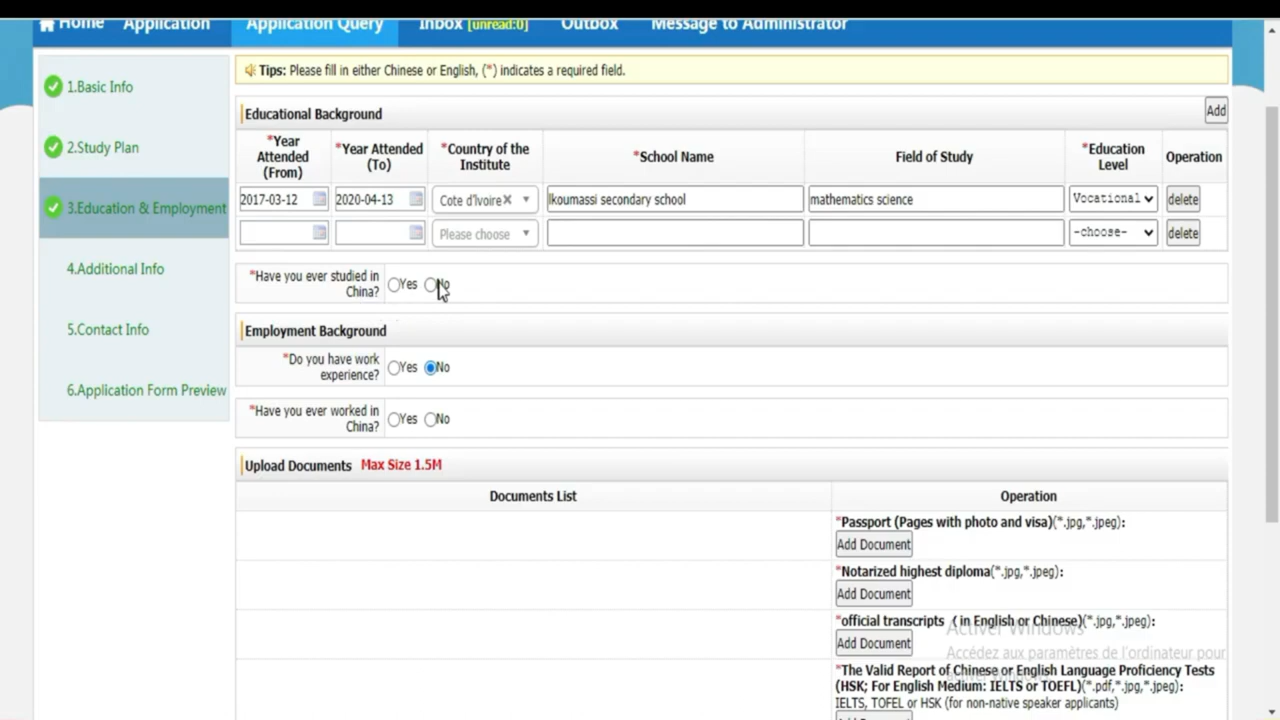 Home Application Application Query Inbox [unread:0] Outbox Message to Administrator
1.Basic Info
2.Study Plan
3.Education & Employment
4.Additional Info
5.Contact Info
6.Application Form Preview
Tips: Please fill in either Chinese or English, (*) indicates a required field.
Educational Background
Add
*Year Attended (From) *Year Attended (To) *Country of the Institute *School Name Field of Study *Education Level Operation
2017-03-12 2020-04-13 Cote d'Ivoire✕ ▼ lkoumassi secondary school mathematics science Vocational delete
Please choose ▼ -choose- delete
*Have you ever studied in China? Yes No
Employment Background
*Do you have work experience? Yes No
*Have you ever worked in China? Yes No
Upload Documents Max Size 1.5M
Documents List Operation
*Passport (Pages with photo and visa)(*.jpg,*.jpeg):
Add Document
*Notarized highest diploma(*.jpg,*.jpeg):
Add Document
*official transcripts ( in English or Chinese)(*.jpg,*.jpeg):
Activer Windows
Add Document
Accédez aux paramètres de l'ordinateur pour
*The Valid Report of Chinese or English Language Proficiency Tests
(HSK; For English Medium: IELTS or TOEFL)(*.pdf,*.jpg,*.jpeg):
IELTS, TOFEL or HSK (for non-native speaker applicants)